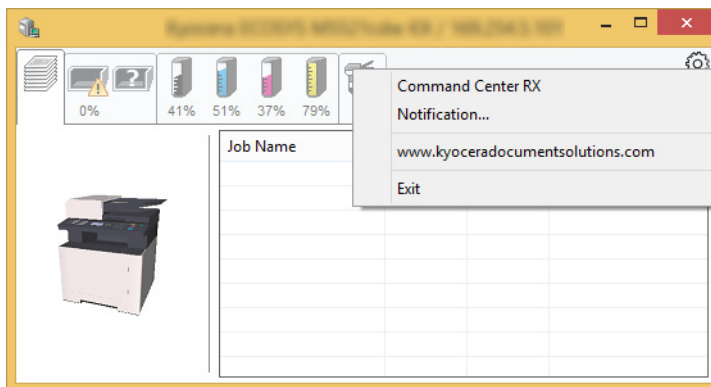 0%
41%
51%
37%
79%
Job Name
Command Center RX
Notification...
www.kyoceradocumentsolutions.com
Exit